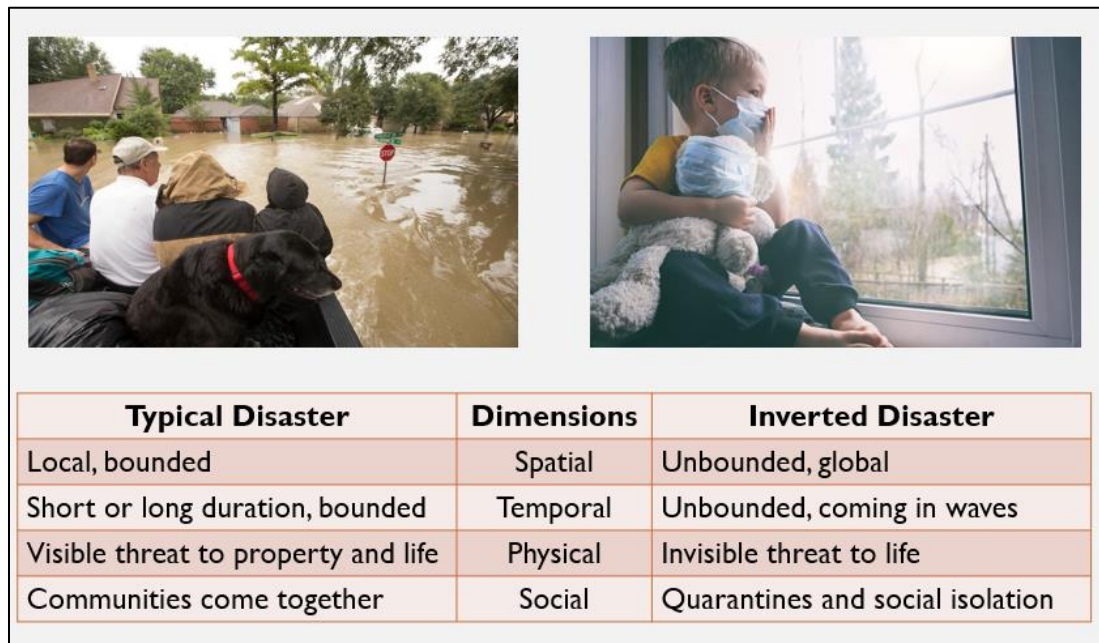 STOP
Typical Disaster Dimensions Inverted Disaster
Local, bounded Spatial Unbounded, global
Short or long duration, bounded Temporal Unbounded, coming in waves
Visible threat to property and life Physical Invisible threat to life
Communities come together Social Quarantines and social isolation